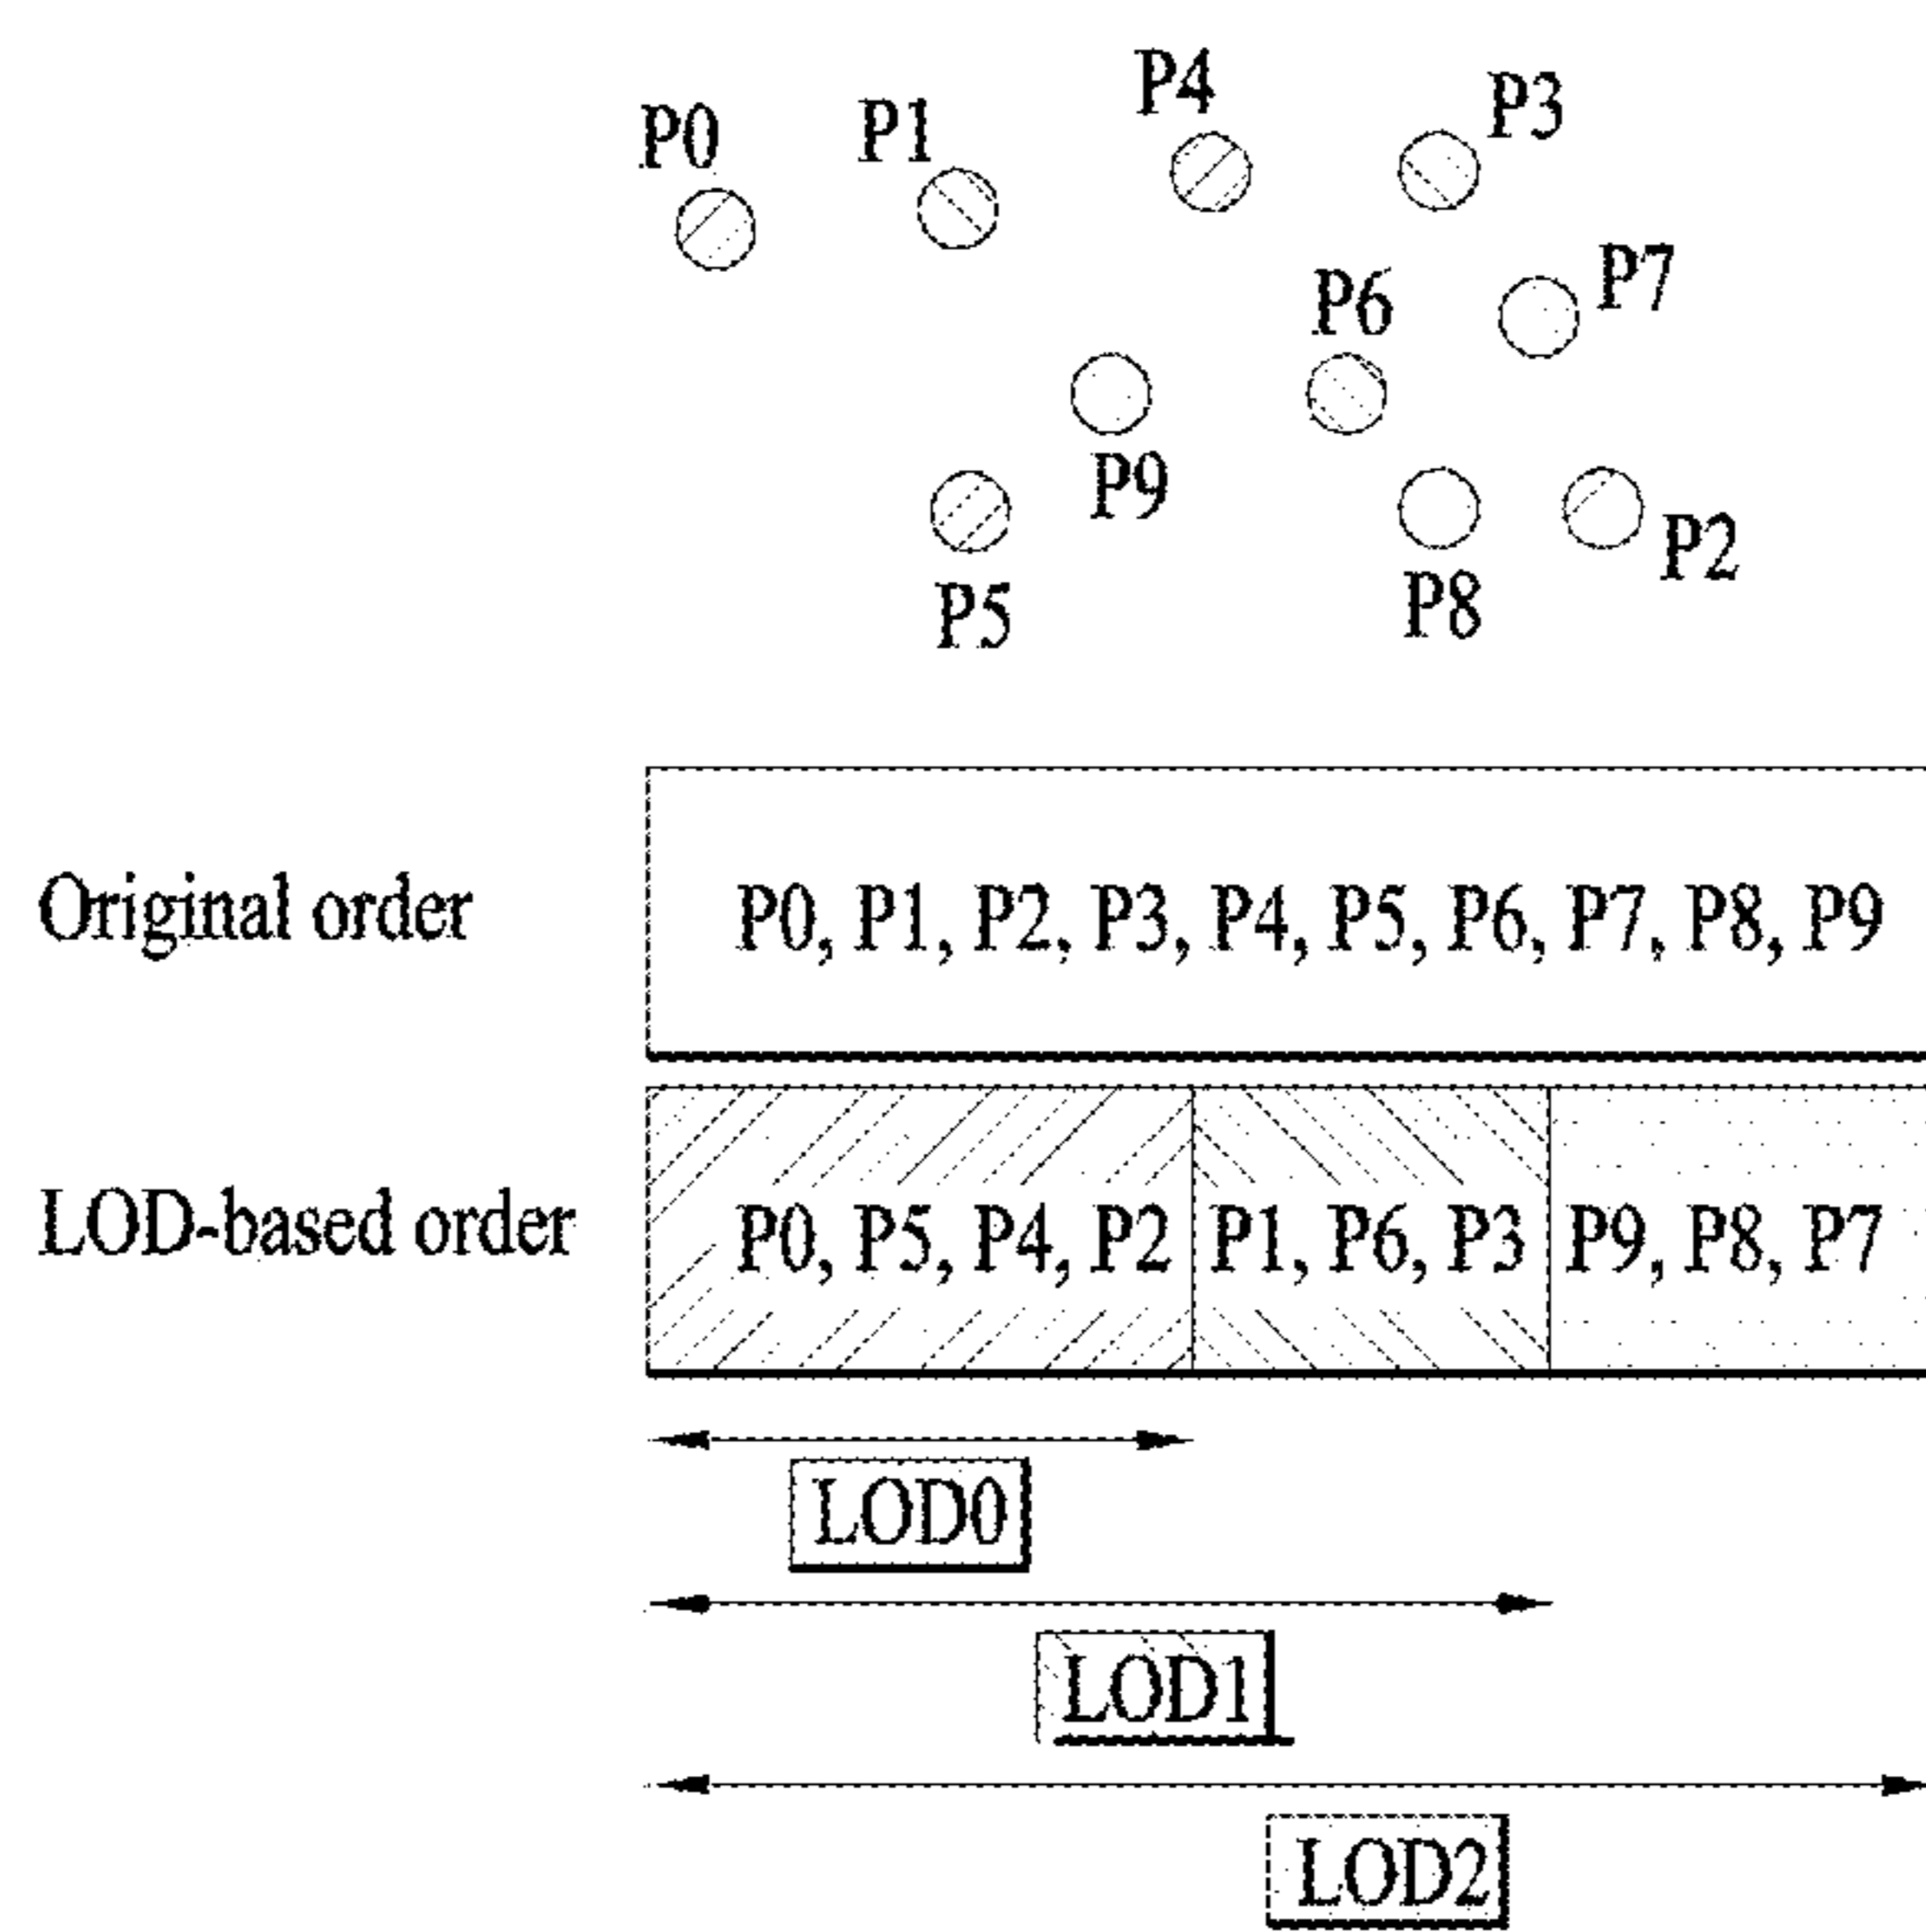 P4
P3
P0
P1
P7
P6
P9
P2
P8
P5
Original order P0, P1, P2, P3, P4, P5, P6, P7, P8, P9
LOD-based order P0, P5, P4, P2 P1, P6, P3 P9, P8, P7
LOD0
LOD1
LOD2